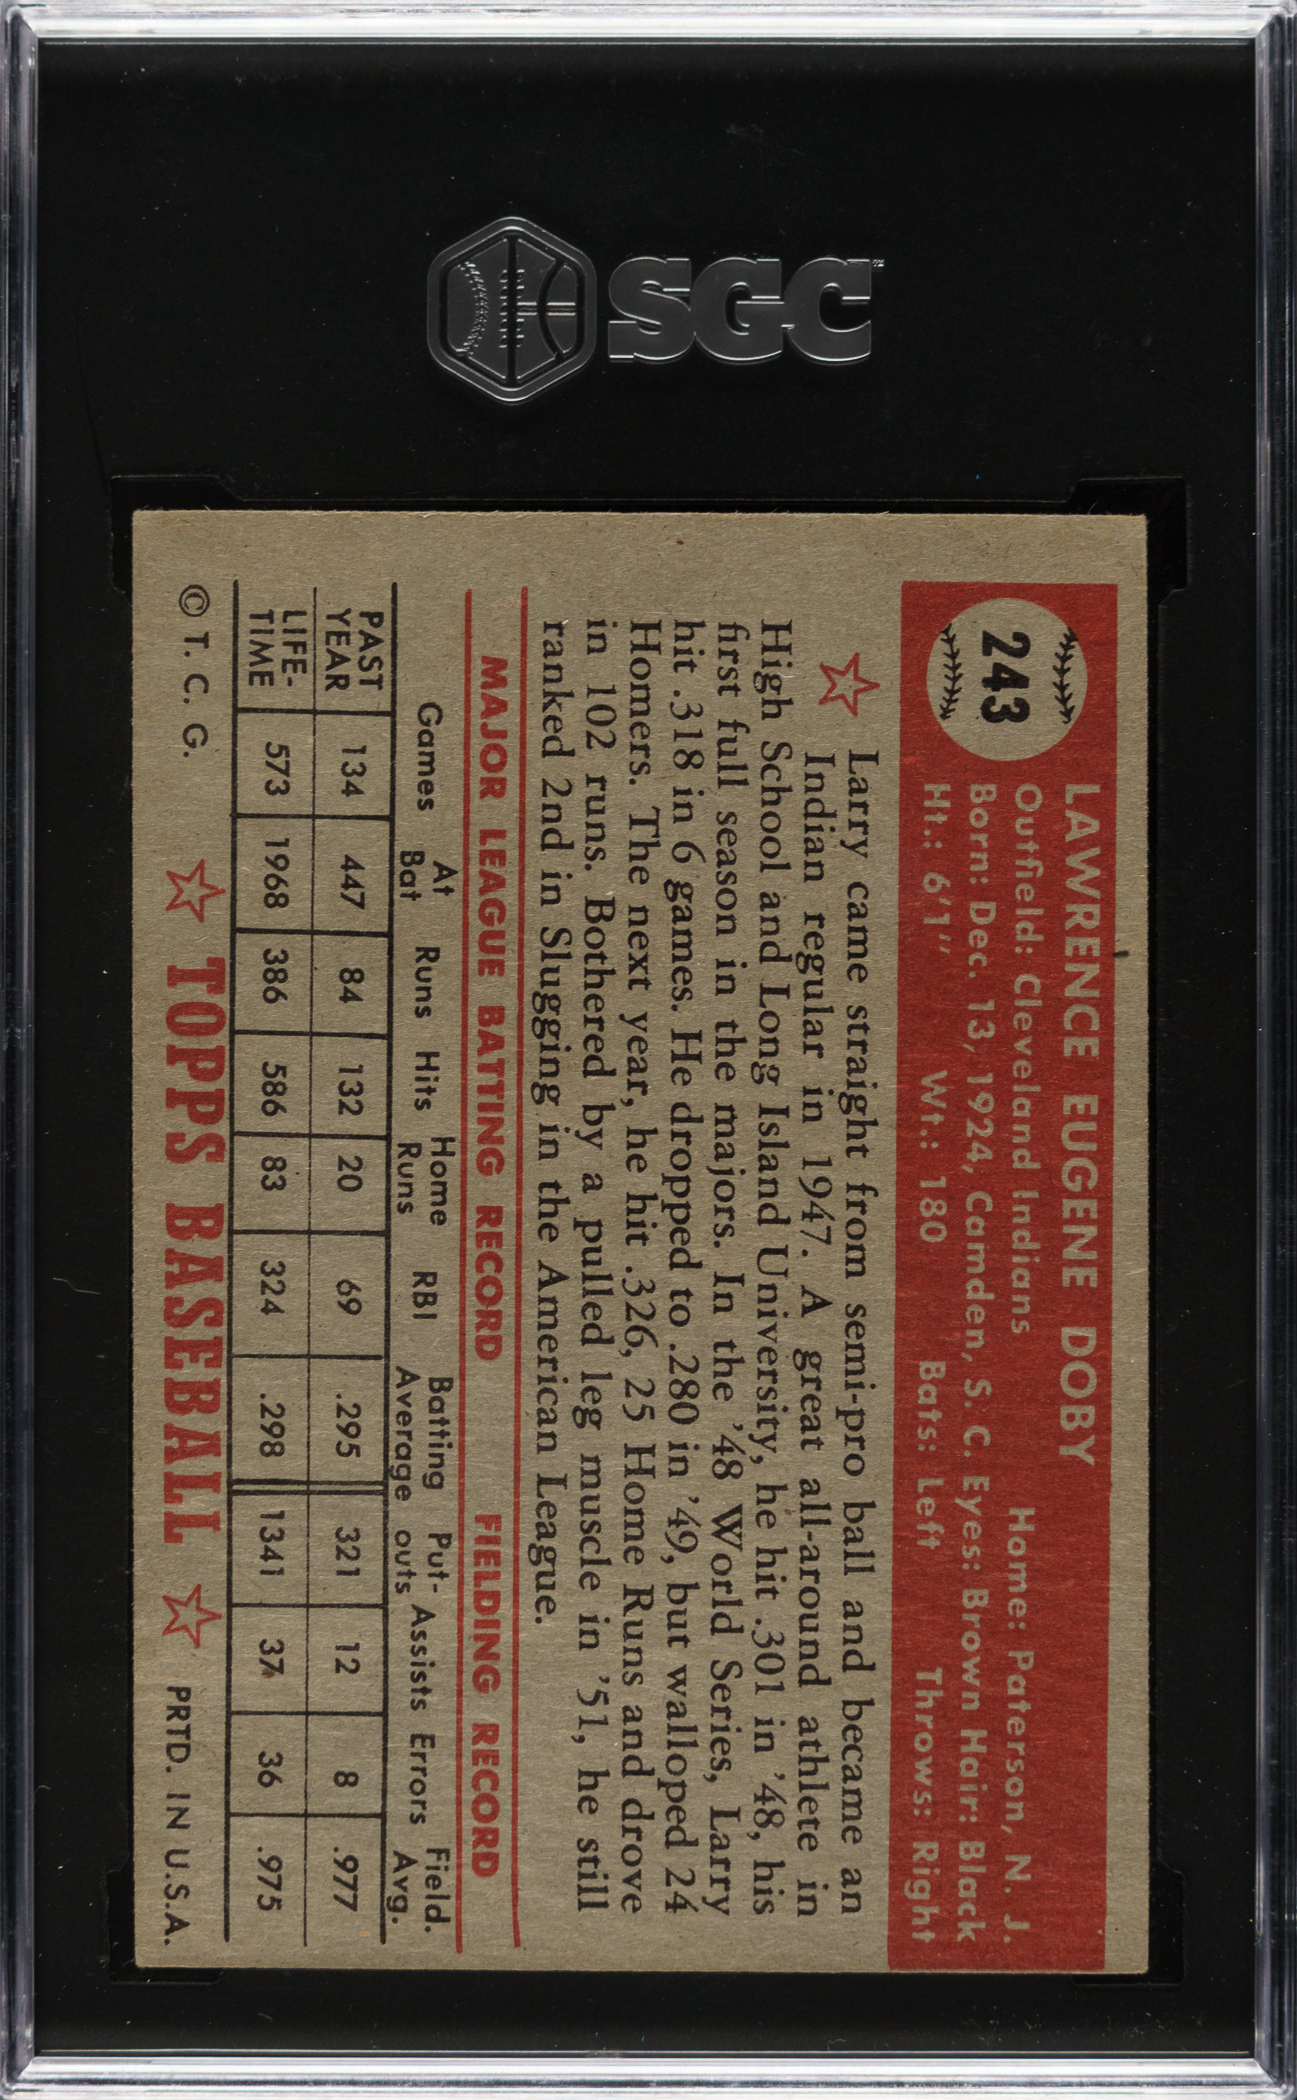 SGC
243
LAWRENCE EUGENE DOBY
Outfield: Cleveland Indians Home: Paterson, N. J.
Born: Dec. 13, 1924, Camden, S. C. Eyes: Brown Hair: Black
Ht.: 6'1" Wt.: 180 Bats: Left Throws: Right
Larry came straight from semi-pro ball and became an
Indian regular in 1947. A great all-around athlete in
High School and Long Island University, he hit .301 in '48, his
first full season in the majors. In the '48 World Series, Larry
hit .318 in 6 games. He dropped to .280 in '49, but walloped 24
Homers. The next year, he hit .326, 25 Home Runs and drove
in 102 runs. Bothered by a pulled leg muscle in '51, he still
ranked 2nd in Slugging in the American League.
MAJOR LEAGUE BATTING RECORD FIELDING RECORD
Games At Bat Runs Hits Home Runs RBI Batting Average Put-outs Assists Errors Field. Avg.
PAST YEAR 134 447 84 132 20 69 .295 321 12 8 .977
LIFE-TIME 573 1968 386 586 83 324 .298 1341 37 36 .975
© T. C. G. TOPPS BASEBALL PRTD. IN U.S.A.